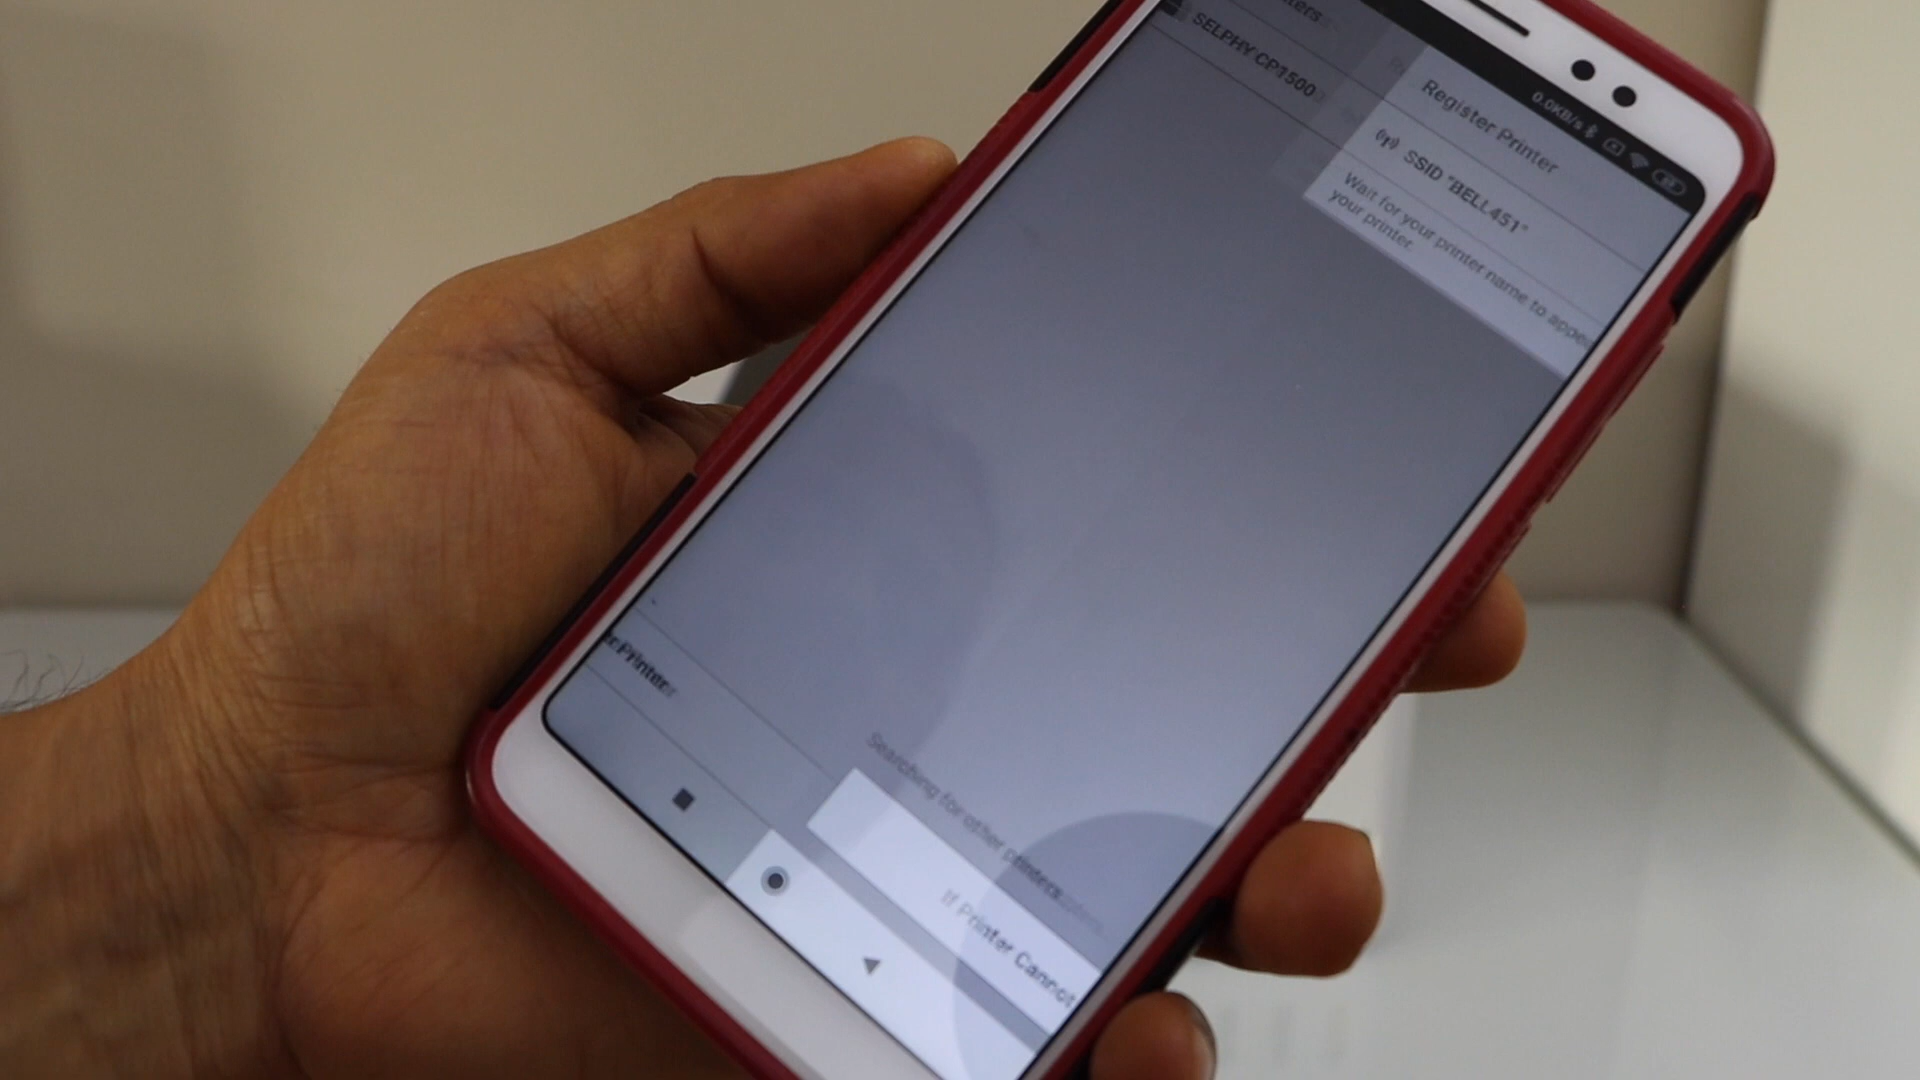 0.0KB/s
Register Printer
SSID "BELL451"
Wait for your printer name to
your printer.
SELPHY CP1500
Searching for other printers
If Printer Cannot
Printer